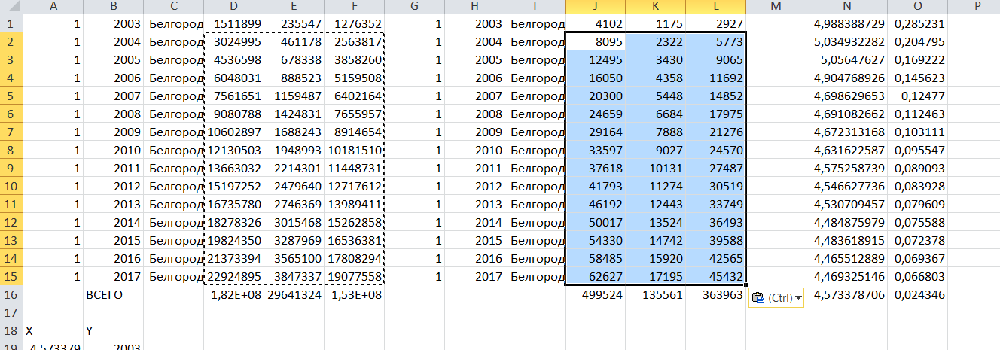 A B C D E F G H I J K L M N O P
1 1 2003 Белгород 1511899 235547 1276352 1 2003 Белгород 4102 1175 2927 4,988388729 0,285231
2 1 2004 Белгород 3024995 461178 2563817 1 2004 Белгород 8095 2322 5773 5,034932282 0,204795
3 1 2005 Белгород 4536598 678338 3858260 1 2005 Белгород 12495 3430 9065 5,05647627 0,169222
4 1 2006 Белгород 6048031 888523 5159508 1 2006 Белгород 16050 4358 11692 4,904768926 0,145623
5 1 2007 Белгород 7561651 1159487 6402164 1 2007 Белгород 20300 5448 14852 4,698629653 0,12477
6 1 2008 Белгород 9080788 1424831 7655957 1 2008 Белгород 24659 6684 17975 4,691082662 0,112463
7 1 2009 Белгород 10602897 1688243 8914654 1 2009 Белгород 29164 7888 21276 4,672313168 0,103111
8 1 2010 Белгород 12130503 1948993 10181510 1 2010 Белгород 33597 9027 24570 4,631622587 0,095547
9 1 2011 Белгород 13663032 2214301 11448731 1 2011 Белгород 37618 10131 27487 4,575258739 0,089093
10 1 2012 Белгород 15197252 2479640 12717612 1 2012 Белгород 41793 11274 30519 4,546627736 0,083928
11 1 2013 Белгород 16735780 2746369 13989411 1 2013 Белгород 46192 12443 33749 4,530709457 0,079609
12 1 2014 Белгород 18278326 3015468 15262858 1 2014 Белгород 50017 13524 36493 4,484875979 0,075588
13 1 2015 Белгород 19824350 3287969 16536381 1 2015 Белгород 54330 14742 39588 4,483618915 0,072378
14 1 2016 Белгород 21373394 3565100 17808294 1 2016 Белгород 58485 15920 42565 4,465512889 0,069367
15 1 2017 Белгород 22924895 3847337 19077558 1 2017 Белгород 62627 17195 45432 4,469325146 0,066803
16 ВСЕГО 1,82E+08 29641324 1,53E+08 499524 135561 363963 (Ctrl) 4,573378706 0,024346
17
18 X Y
19 4,573379 2003